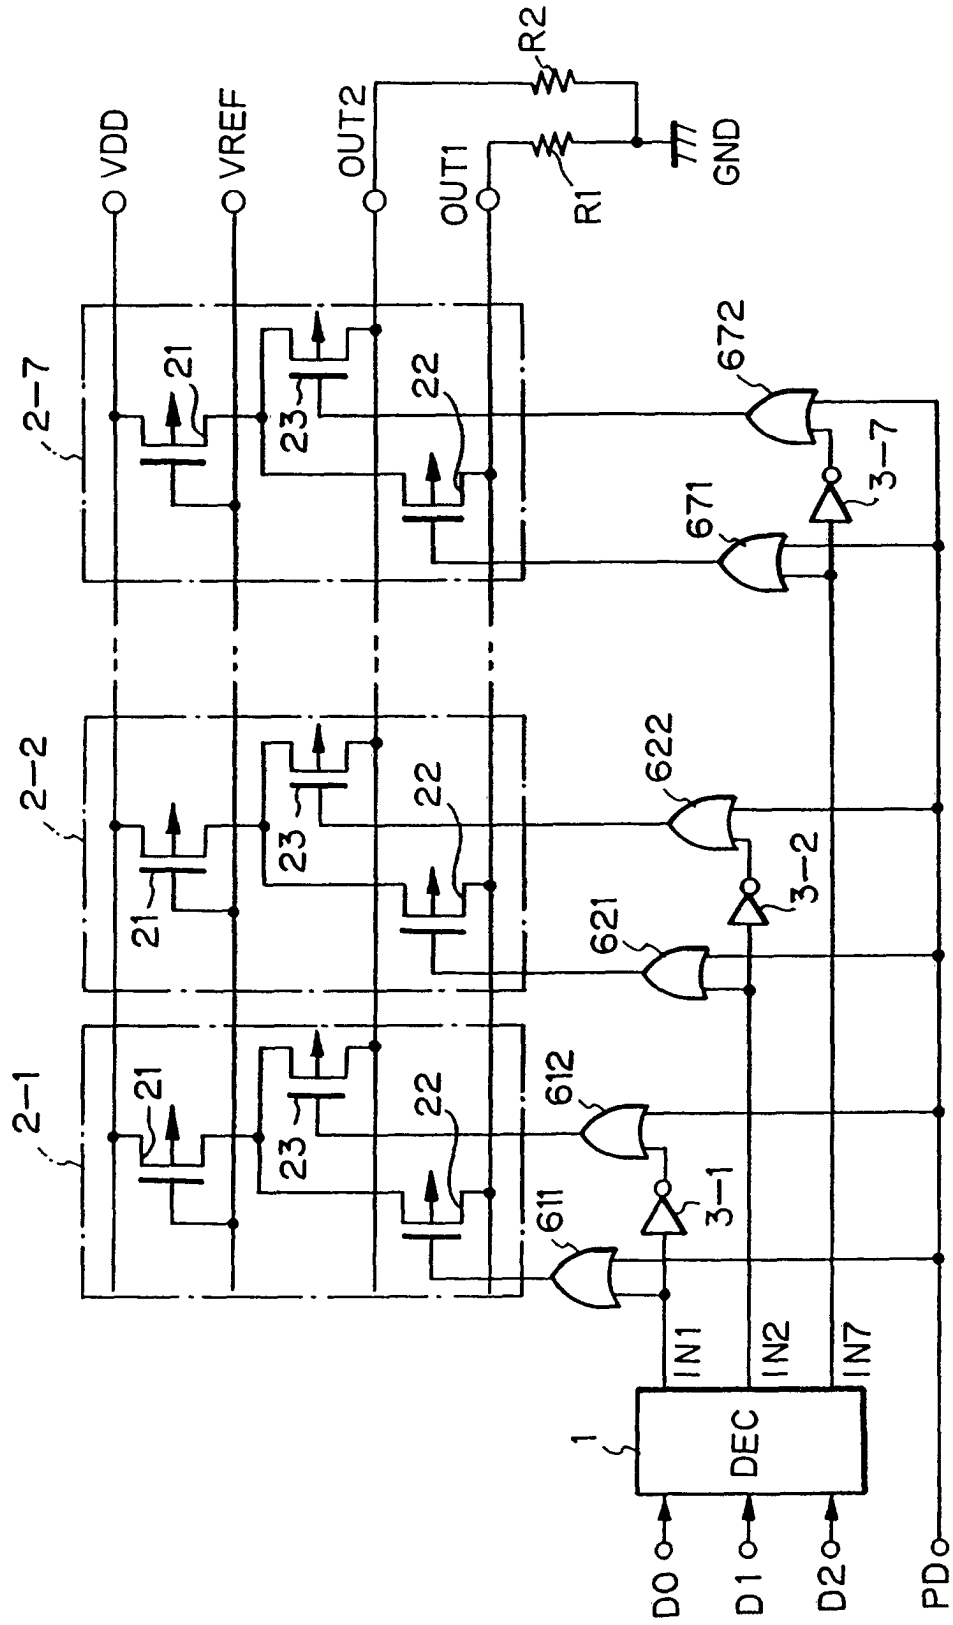 VDD
VREF
OUT2
OUT1
R2
R1
GND
2-7
21
23
22
2-2
21
23
22
2-1
21
23
22
672
671
3-7
622
621
3-2
612
611
3-1
IN1
IN2
IN7
1
DEC
D0
D1
D2
PD